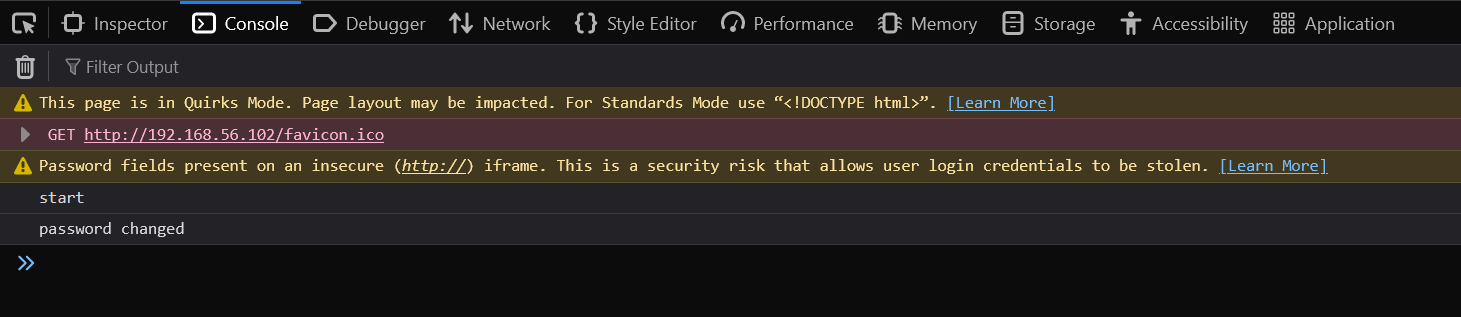 Inspector Console Debugger Network Style Editor Performance Memory Storage Accessibility Application
Filter Output
This page is in Quirks Mode. Page layout may be impacted. For Standards Mode use “<!DOCTYPE html>”. [Learn More]
GET http://192.168.56.102/favicon.ico
Password fields present on an insecure (http://) iframe. This is a security risk that allows user login credentials to be stolen. [Learn More]
start
password changed